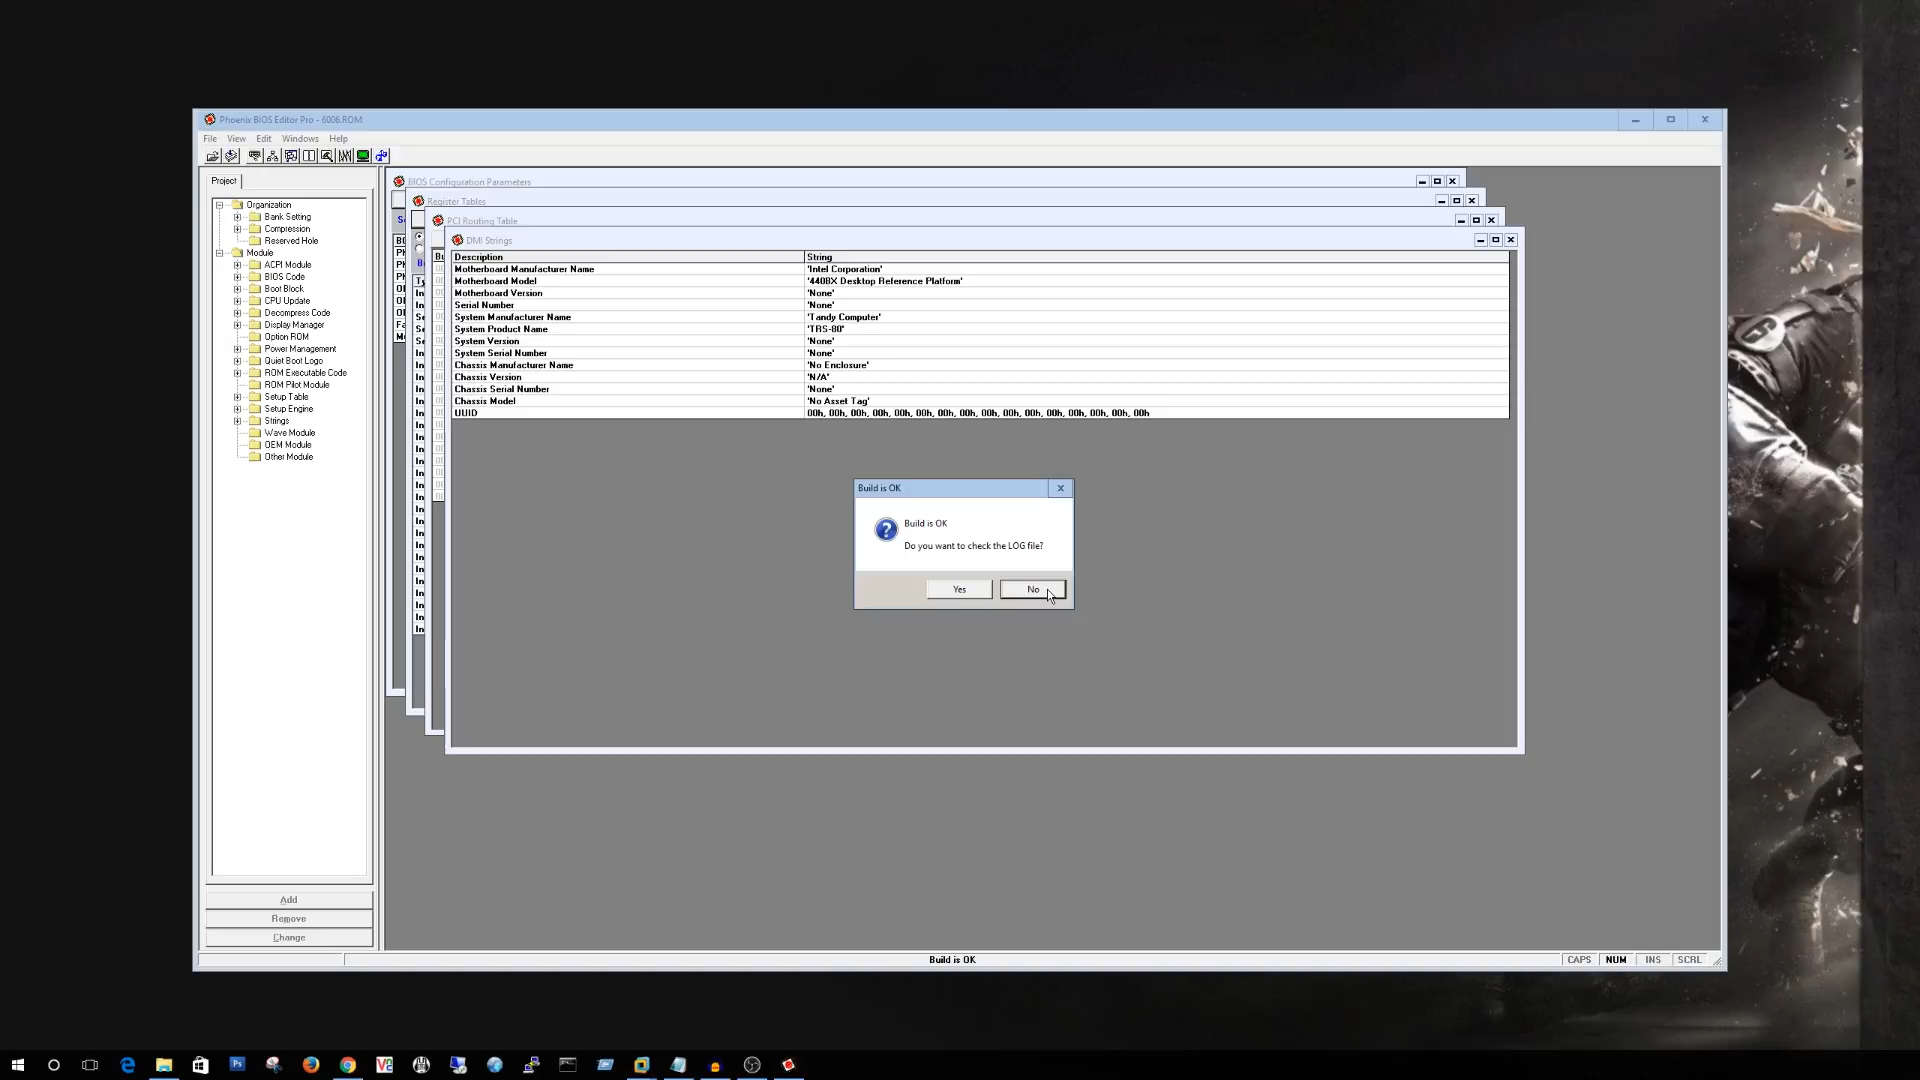 Phoenix BIOS Editor Pro - 6006.ROM
File View Edit Windows Help
Project
Organization
Bank Setting
Compression
Reserved Hole
Module
ACPI Module
BIOS Code
Boot Block
CPU Update
Decompress Code
Display Manager
Option ROM
Power Management
Quiet Boot Logo
ROM Executable Code
ROM Pilot Module
Setup Table
Setup Engine
Strings
Wave Module
OEM Module
Other Module
Add
Remove
Change
BIOS Configuration Parameters
Register Tables
PCI Routing Table
DMI Strings
Description String
Motherboard Manufacturer Name 'Intel Corporation'
Motherboard Model '440BX Desktop Reference Platform'
Motherboard Version 'None'
Serial Number 'None'
System Manufacturer Name 'Tandy Computer'
System Product Name 'TRS-80'
System Version 'None'
System Serial Number 'None'
Chassis Manufacturer Name 'No Enclosure'
Chassis Version 'N/A'
Chassis Serial Number 'None'
Chassis Model 'No Asset Tag'
UUID 00h, 00h, 00h, 00h, 00h, 00h, 00h, 00h, 00h, 00h, 00h, 00h, 00h, 00h, 00h, 00h
Build is OK
Build is OK
Do you want to check the LOG file?
Yes No
Build is OK
CAPS NUM INS SCRL